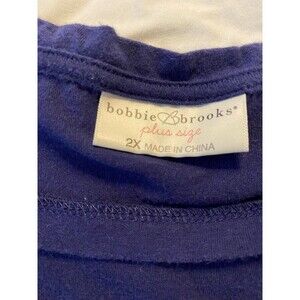 bobbie brooks®
plus size
2X MADE IN CHINA